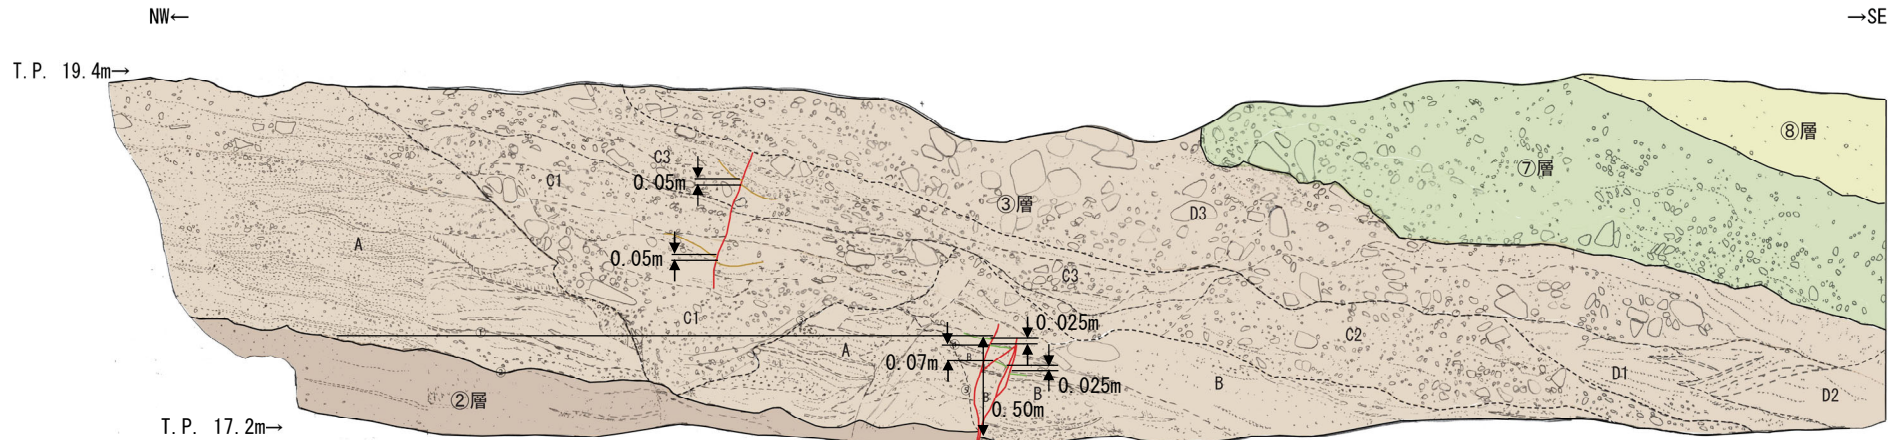 NW←
→SE
T.P. 19.4m→
⑧層
C3
⑦層
C1
0.05m
③層
D3
A
0.05m
C3
C1
0.025m
C2
A
B
0.07m
0.025m
D1
B
B
B
D2
②層
0.50m
T.P. 17.2m→